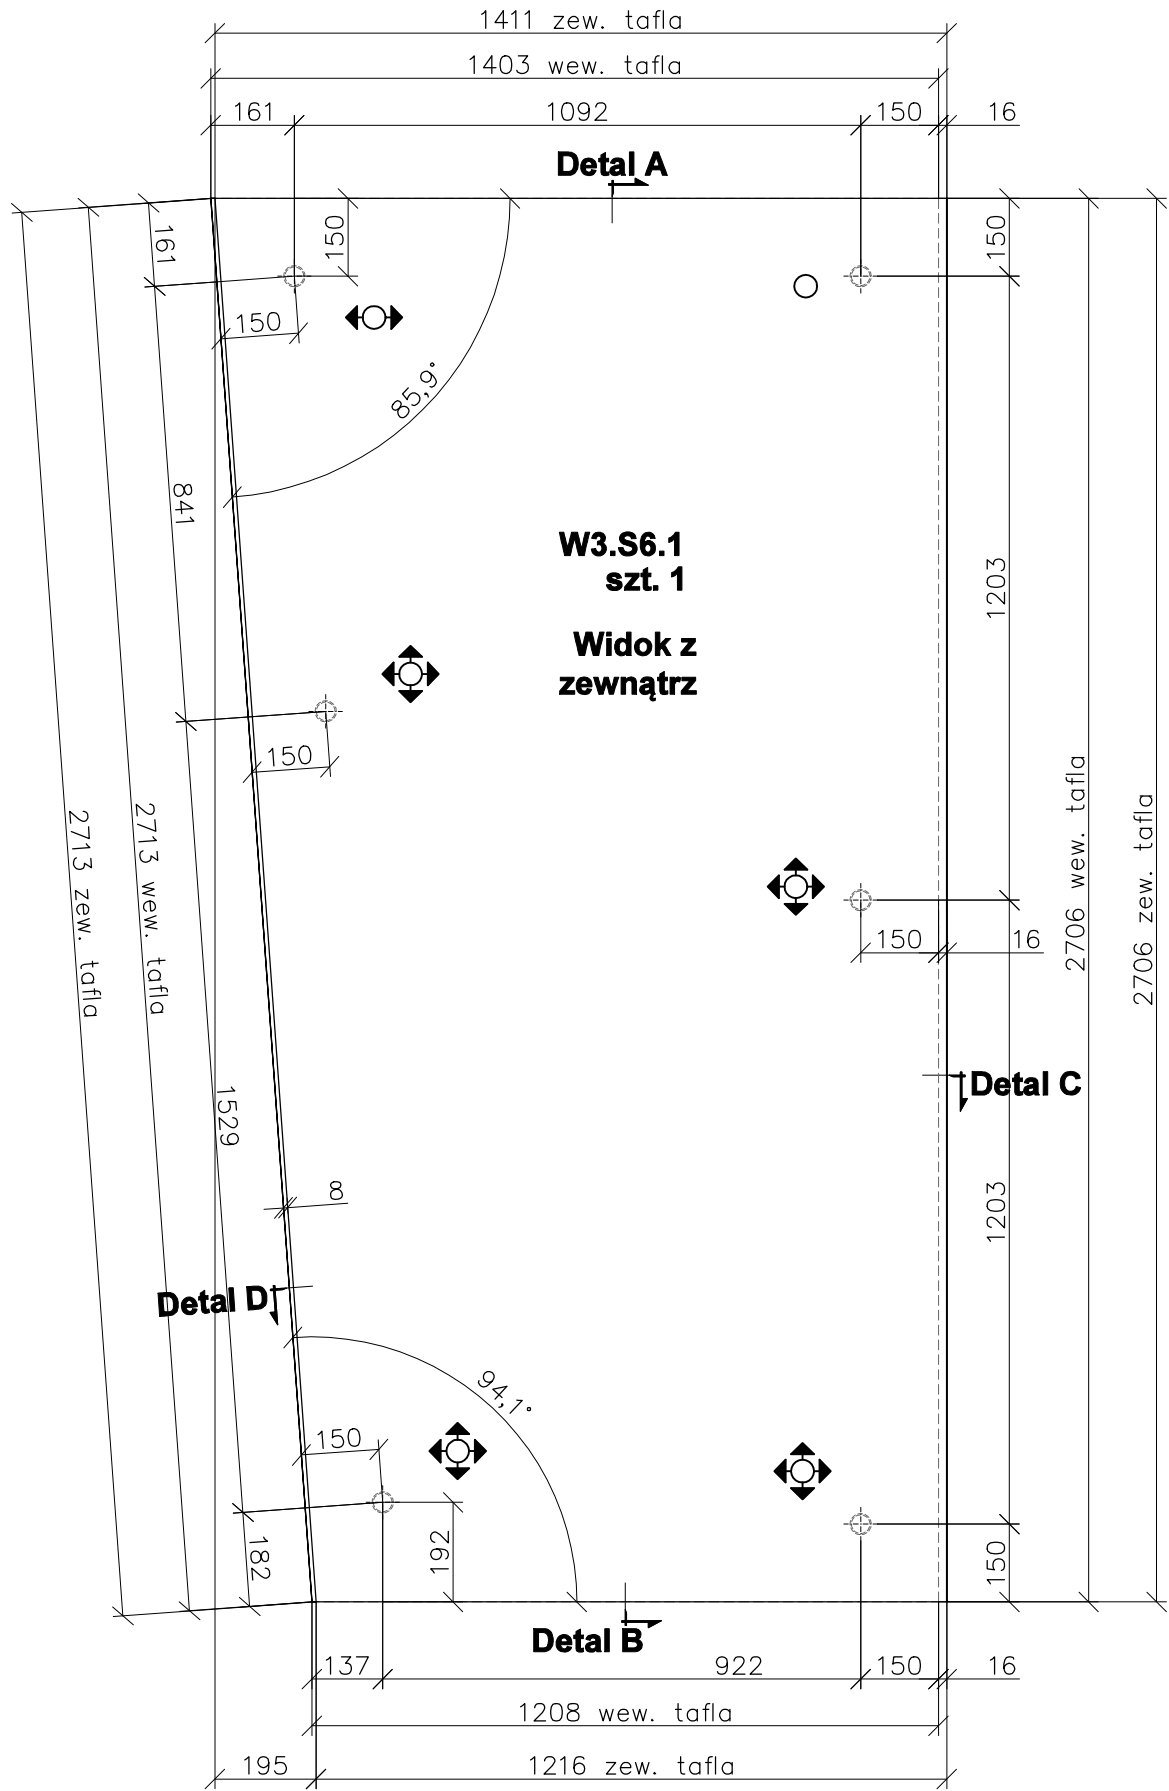 1411 zew. tafla
1403 wew. tafla
161
1092
150
16
Detal A
161
150
150
150
85,9°
841
W3.S6.1
szt. 1
Widok z
zewnątrz
1203
150
2713 zew. tafla
2713 wew. tafla
2706 wew. tafla
2706 zew. tafla
150
16
Detal C
1529
8
1203
Detal D
94,1°
150
182
192
150
Detal B
137
922
150
16
1208 wew. tafla
195
1216 zew. tafla